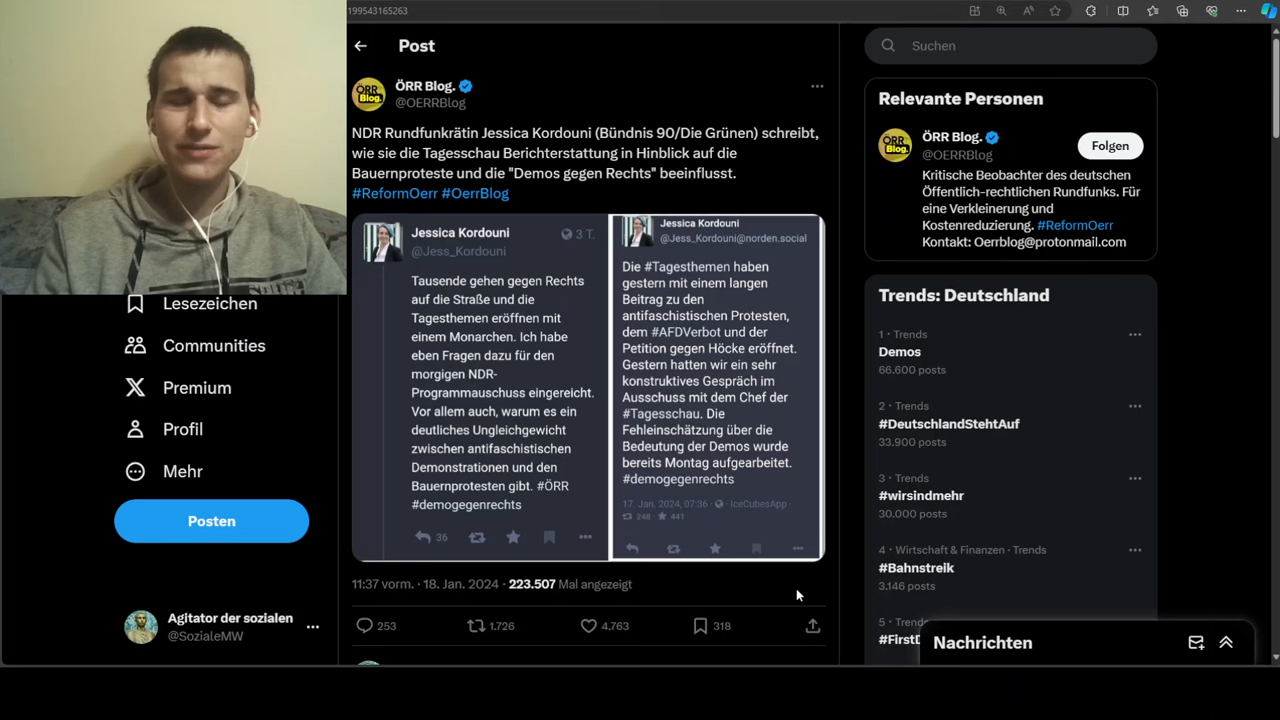 199543165263
Post
ÖRR Blog.
@OERRBlog
NDR Rundfunkrätin Jessica Kordouni (Bündnis 90/Die Grünen) schreibt,
wie sie die Tagesschau Berichterstattung in Hinblick auf die
Bauernproteste und die "Demos gegen Rechts" beeinflusst.
#ReformOerr #OerrBlog
Jessica Kordouni
3 T.
@Jess_Kordouni
Tausende gehen gegen Rechts
auf die Straße und die
Tagesthemen eröffnen mit
einem Monarchen. Ich habe
eben Fragen dazu für den
morgigen NDR-
Programmauschuss eingereicht.
Vor allem auch, warum es ein
deutliches Ungleichgewicht
zwischen antifaschistischen
Demonstrationen und den
Bauernprotesten gibt. #ÖRR
#demogegenrechts
36
Jessica Kordouni
@Jess_Kordouni@norden.social
Die #Tagesthemen haben
gestern mit einem langen
Beitrag zu den
antifaschistischen Protesten,
dem #AFDVerbot und der
Petition gegen Höcke eröffnet.
Gestern hatten wir ein sehr
konstruktives Gespräch im
Ausschuss mit dem Chef der
#Tagesschau. Die
Fehleinschätzung über die
Bedeutung der Demos wurde
bereits Montag aufgearbeitet.
#demogegenrechts
17. Jan. 2024, 07:36 · IceCubesApp ·
248 · 441
11:37 vorm. · 18. Jan. 2024 · 223.507 Mal angezeigt
253
1.726
4.763
318
Lesezeichen
Communities
Premium
Profil
Mehr
Posten
Agitator der sozialen
@SozialeMW
Suchen
Relevante Personen
ÖRR Blog.
@OERRBlog
Folgen
Kritische Beobachter des deutschen
Öffentlich-rechtlichen Rundfunks. Für
eine Verkleinerung und
Kostenreduzierung. #ReformOerr
Kontakt: Oerrblog@protonmail.com
Trends: Deutschland
1 · Trends
Demos
66.600 posts
2 · Trends
#DeutschlandStehtAuf
33.900 posts
3 · Trends
#wirsindmehr
30.000 posts
4 · Wirtschaft & Finanzen · Trends
#Bahnstreik
3.146 posts
5 · Trends
Nachrichten